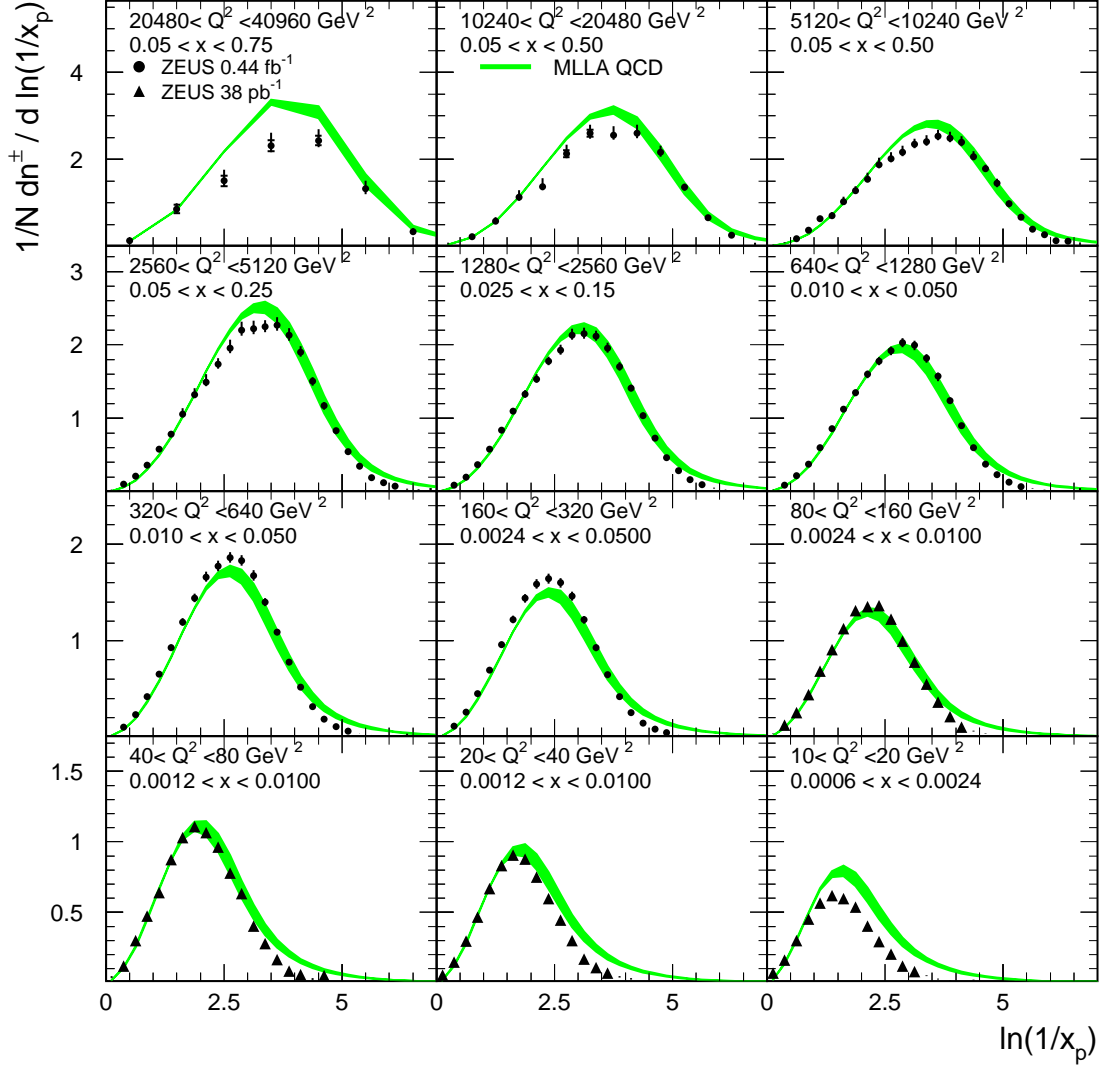 1/N dn± / d ln(1/x_p)
20480< Q² <40960 GeV²
0.05 < x < 0.75
ZEUS 0.44 fb⁻¹
ZEUS 38 pb⁻¹
10240< Q² <20480 GeV²
0.05 < x < 0.50
MLLA QCD
5120< Q² <10240 GeV²
0.05 < x < 0.50
4
2
2560< Q² <5120 GeV²
0.05 < x < 0.25
1280< Q² <2560 GeV²
0.025 < x < 0.15
640< Q² <1280 GeV²
0.010 < x < 0.050
3
2
1
320< Q² <640 GeV²
0.010 < x < 0.050
160< Q² <320 GeV²
0.0024 < x < 0.0500
80< Q² <160 GeV²
0.0024 < x < 0.0100
2
1
40< Q² <80 GeV²
0.0012 < x < 0.0100
20< Q² <40 GeV²
0.0012 < x < 0.0100
10< Q² <20 GeV²
0.0006 < x < 0.0024
1.5
1
0.5
0 2.5 5 0 2.5 5 0 2.5 5
ln(1/x_p)